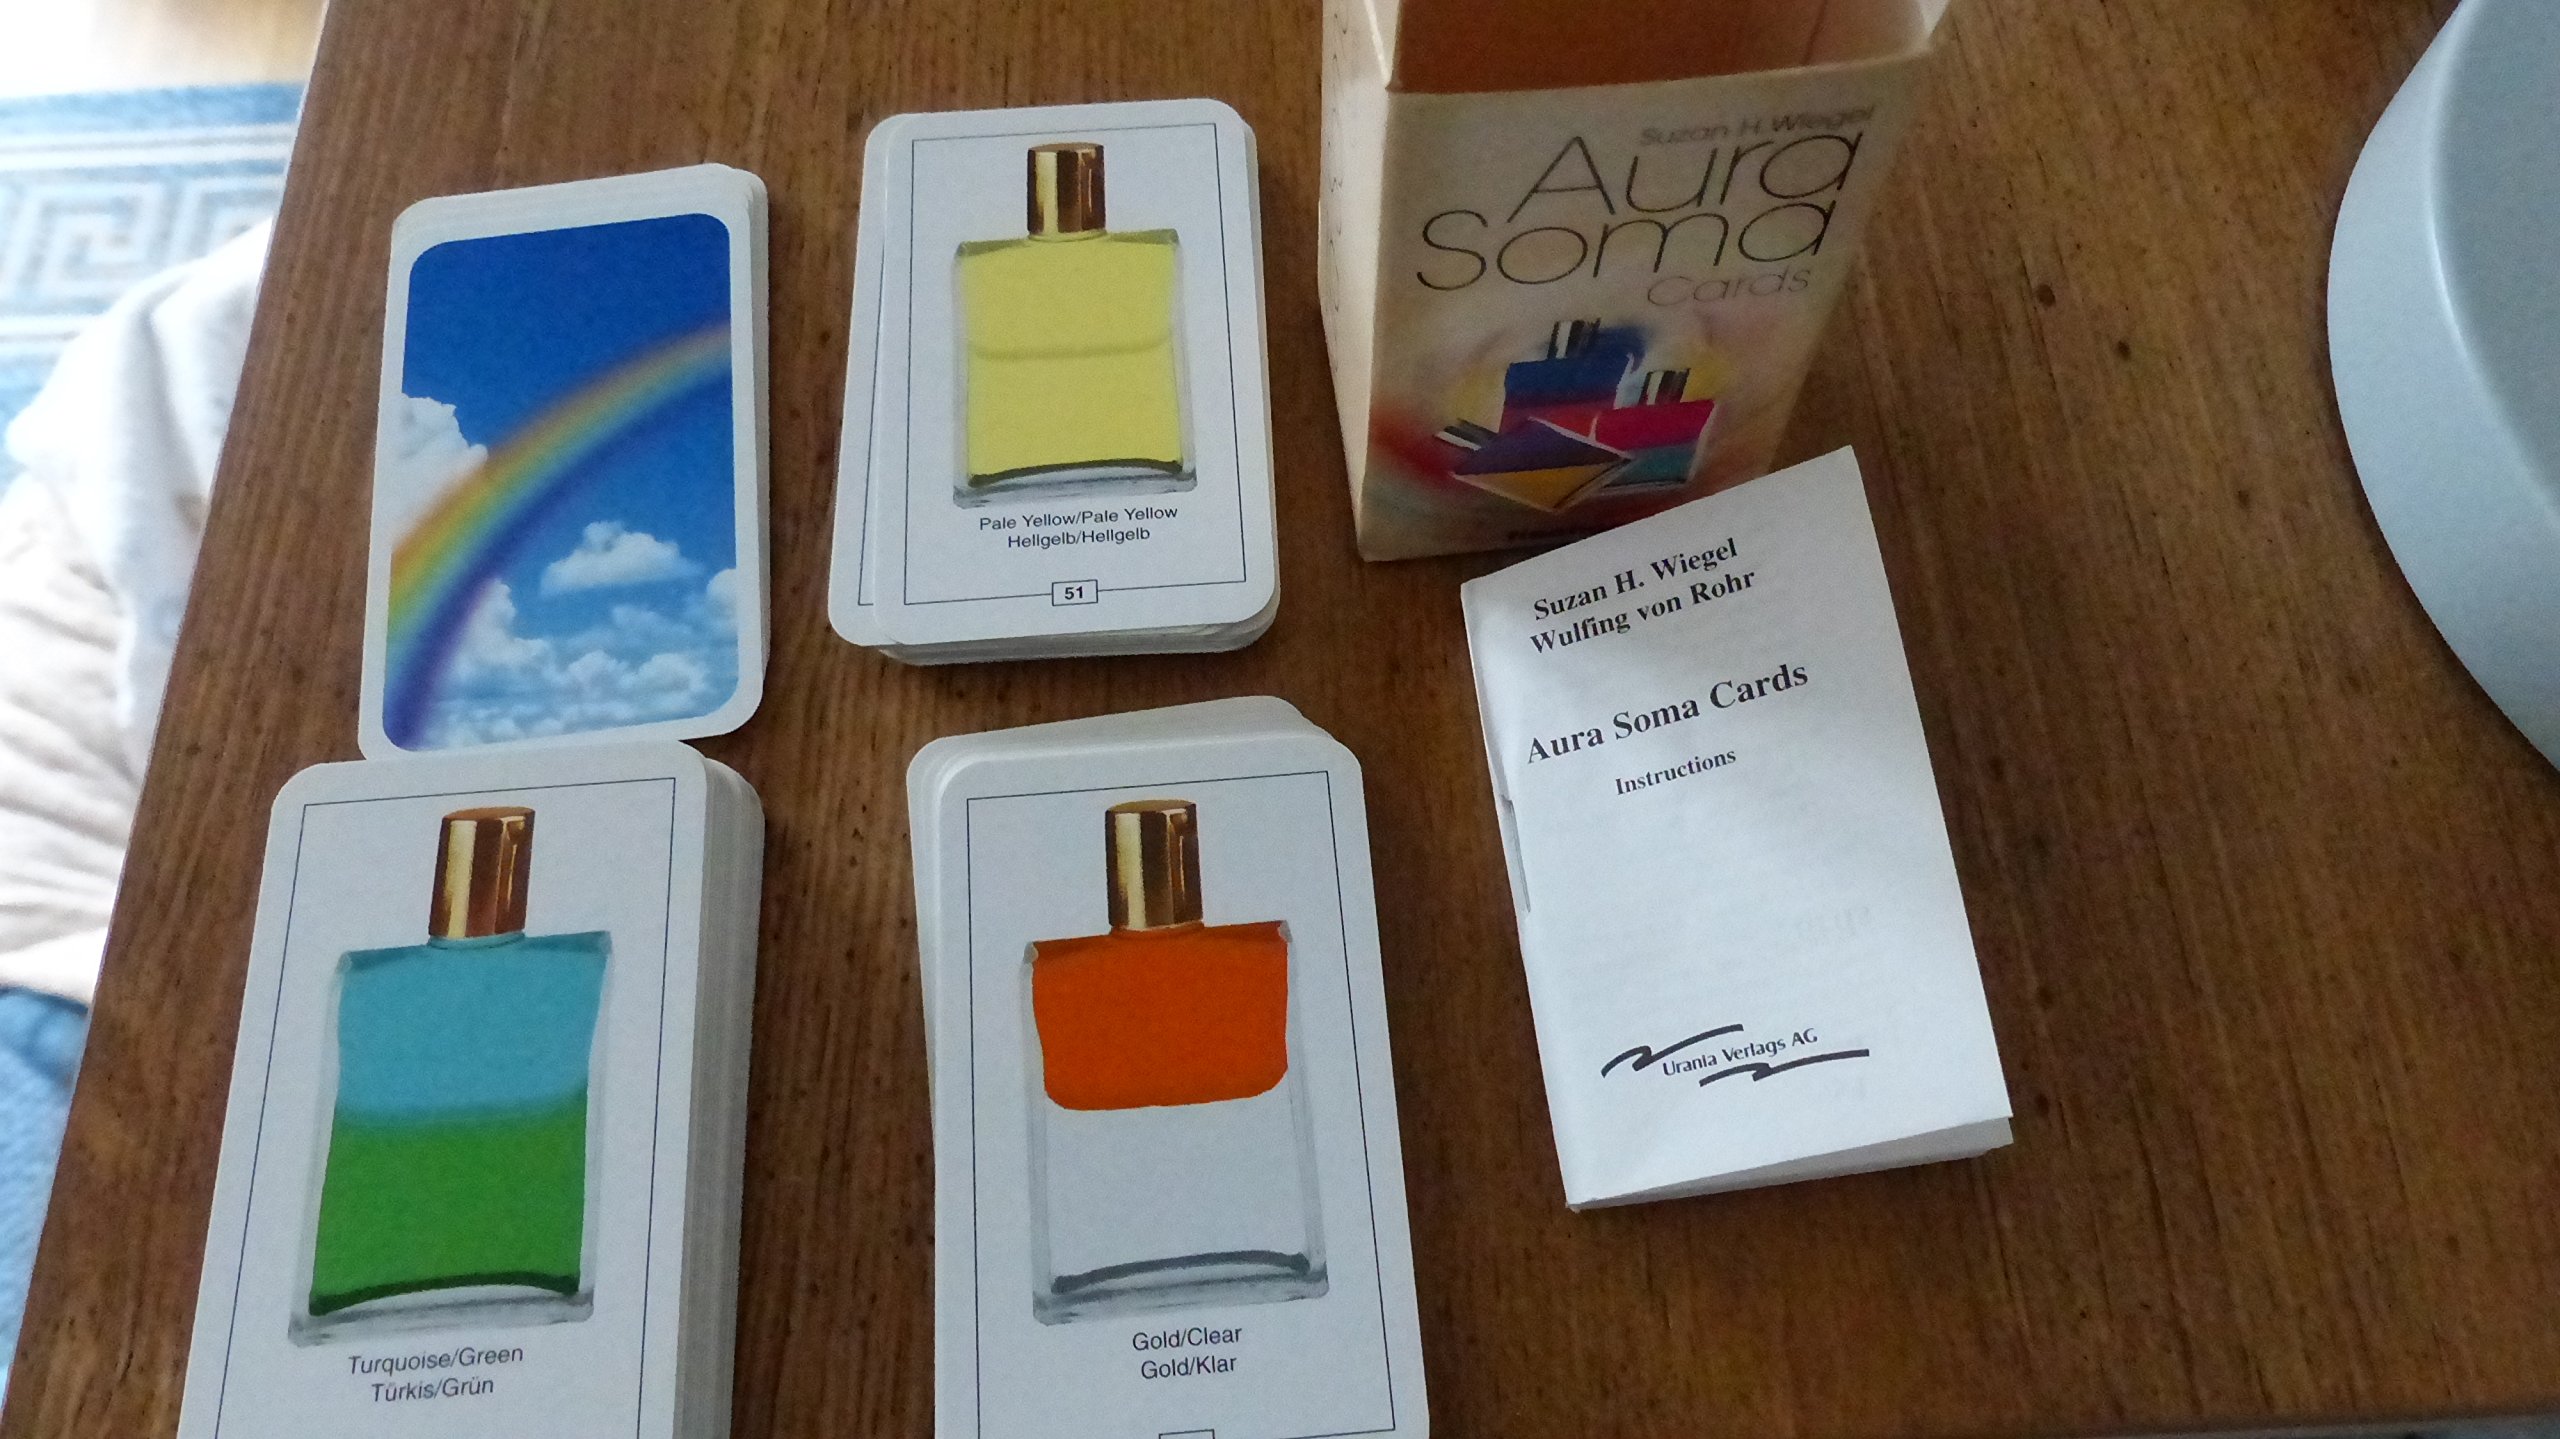 Suzan H. Wiegel
Aura
Soma
Cards
Pale Yellow/Pale Yellow
Hellgelb/Hellgelb
51
Suzan H. Wiegel
Wulfing von Rohr
Aura Soma Cards
Instructions
Urania Verlags AG
Turquoise/Green
Türkis/Grün
Gold/Clear
Gold/Klar